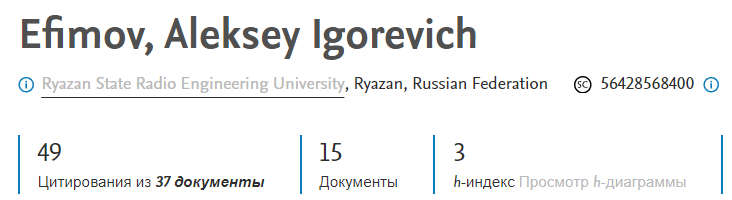 Efimov, Aleksey Igorevich
Ryazan State Radio Engineering University, Ryazan, Russian Federation SC 56428568400
49 15 3
Цитирования из 37 документы Документы h-индекс Просмотр h-диаграммы